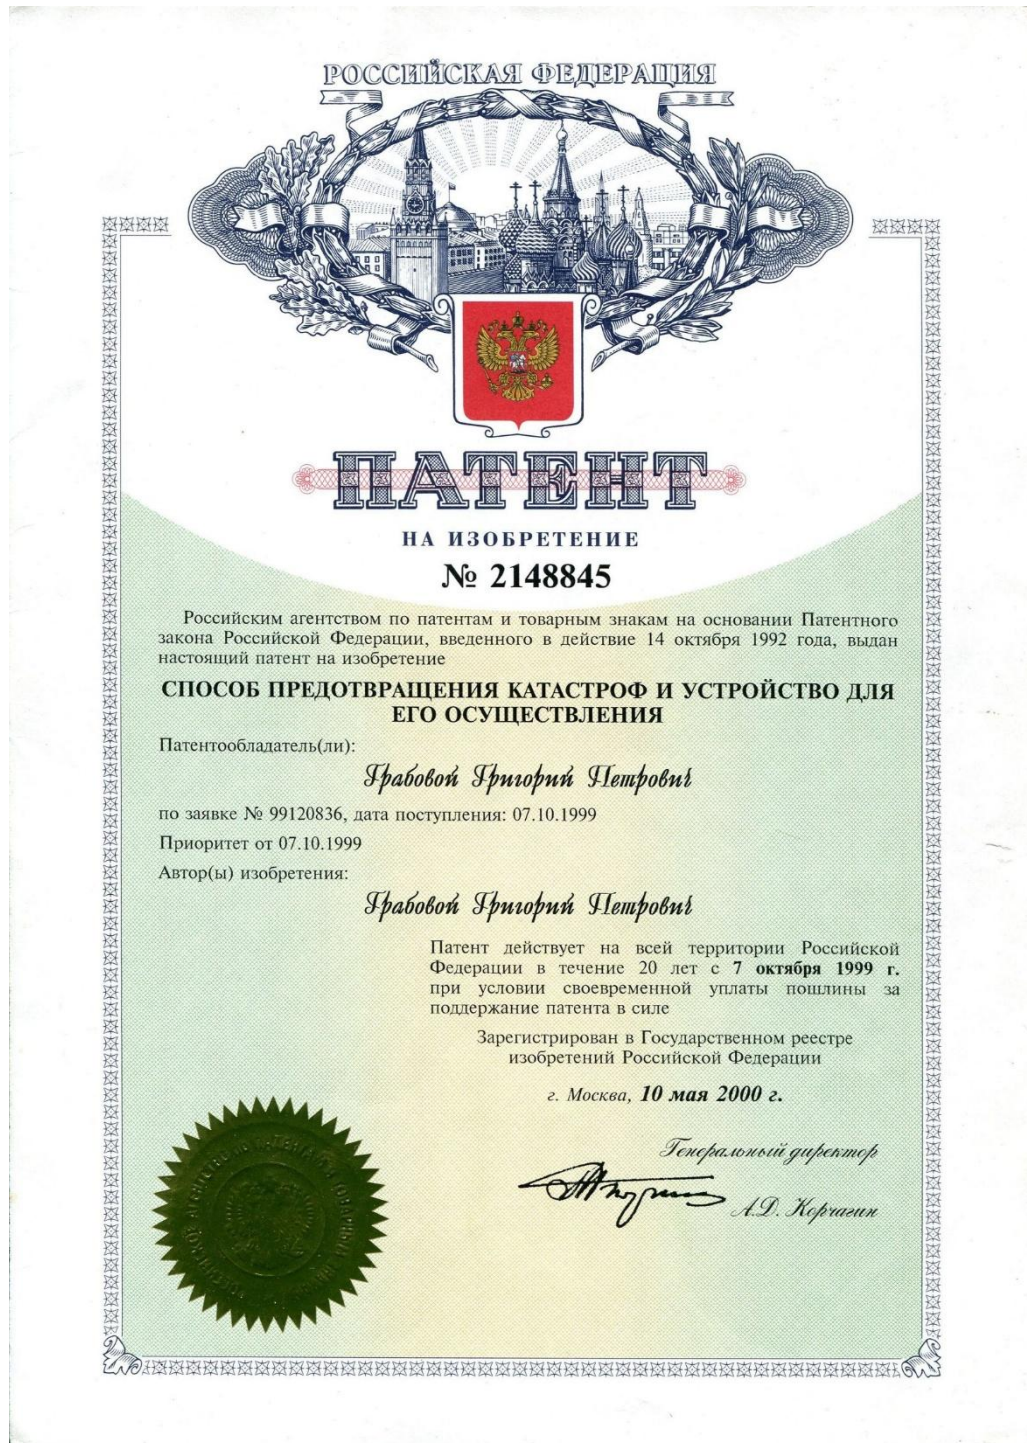 РОССИЙСКАЯ ФЕДЕРАЦИЯ
ПАТЕНТ
НА ИЗОБРЕТЕНИЕ
№ 2148845
Российским агентством по патентам и товарным знакам на основании Патентного
закона Российской Федерации, введенного в действие 14 октября 1992 года, выдан
настоящий патент на изобретение
СПОСОБ ПРЕДОТВРАЩЕНИЯ КАТАСТРОФ И УСТРОЙСТВО ДЛЯ
ЕГО ОСУЩЕСТВЛЕНИЯ
Патентообладатель(ли):
Грабовой Григорий Петрович
по заявке № 99120836, дата поступления: 07.10.1999
Приоритет от 07.10.1999
Автор(ы) изобретения:
Грабовой Григорий Петрович
Патент действует на всей территории Российской
Федерации в течение 20 лет с 7 октября 1999 г.
при условии своевременной уплаты пошлины за
поддержание патента в силе
Зарегистрирован в Государственном реестре
изобретений Российской Федерации
г. Москва, 10 мая 2000 г.
Генеральный директор
А.Д. Корчагин